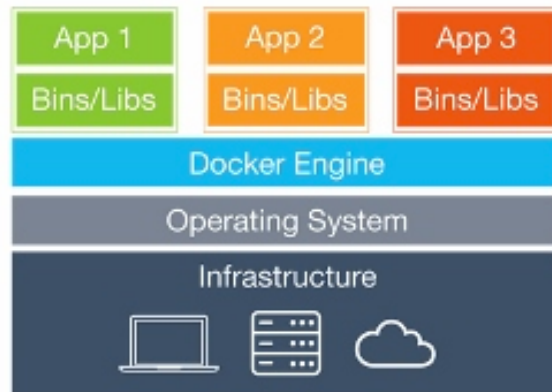 App 1 App 2 App 3
Bins/Libs Bins/Libs Bins/Libs
Docker Engine
Operating System
Infrastructure